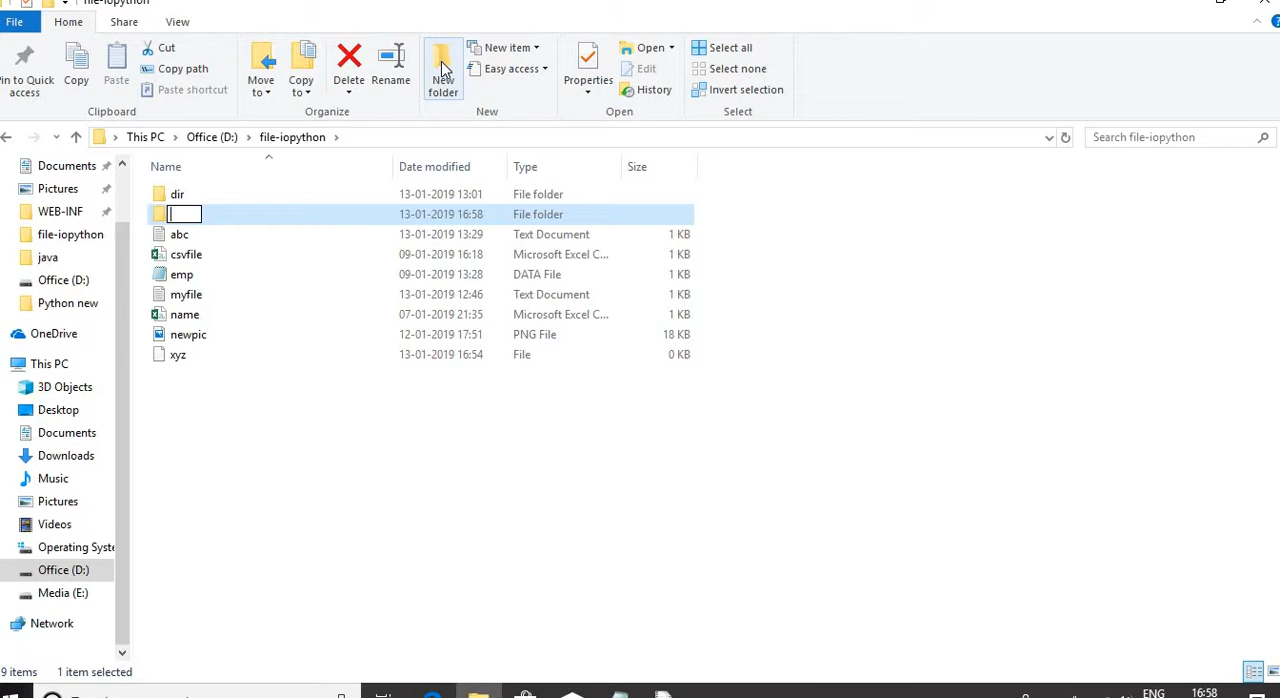 file-iopython
File Home Share View
Pin to Quick access
Copy
Paste
Cut
Copy path
Paste shortcut
Clipboard
Move to
Copy to
Delete
Rename
Organize
New folder
New item
Easy access
New
Properties
Open
Edit
History
Open
Select all
Select none
Invert selection
Select
This PC > Office (D:) > file-iopython >
Search file-iopython
Documents
Pictures
WEB-INF
file-iopython
java
Office (D:)
Python new
OneDrive
This PC
3D Objects
Desktop
Documents
Downloads
Music
Pictures
Videos
Operating Syste
Office (D:)
Media (E:)
Network
Name Date modified Type Size
dir 13-01-2019 13:01 File folder
13-01-2019 16:58 File folder
abc 13-01-2019 13:29 Text Document 1 KB
csvfile 09-01-2019 16:18 Microsoft Excel C... 1 KB
emp 09-01-2019 13:28 DATA File 1 KB
myfile 13-01-2019 12:46 Text Document 1 KB
name 07-01-2019 21:35 Microsoft Excel C... 1 KB
newpic 12-01-2019 17:51 PNG File 18 KB
xyz 13-01-2019 16:54 File 0 KB
9 items 1 item selected
ENG 16:58